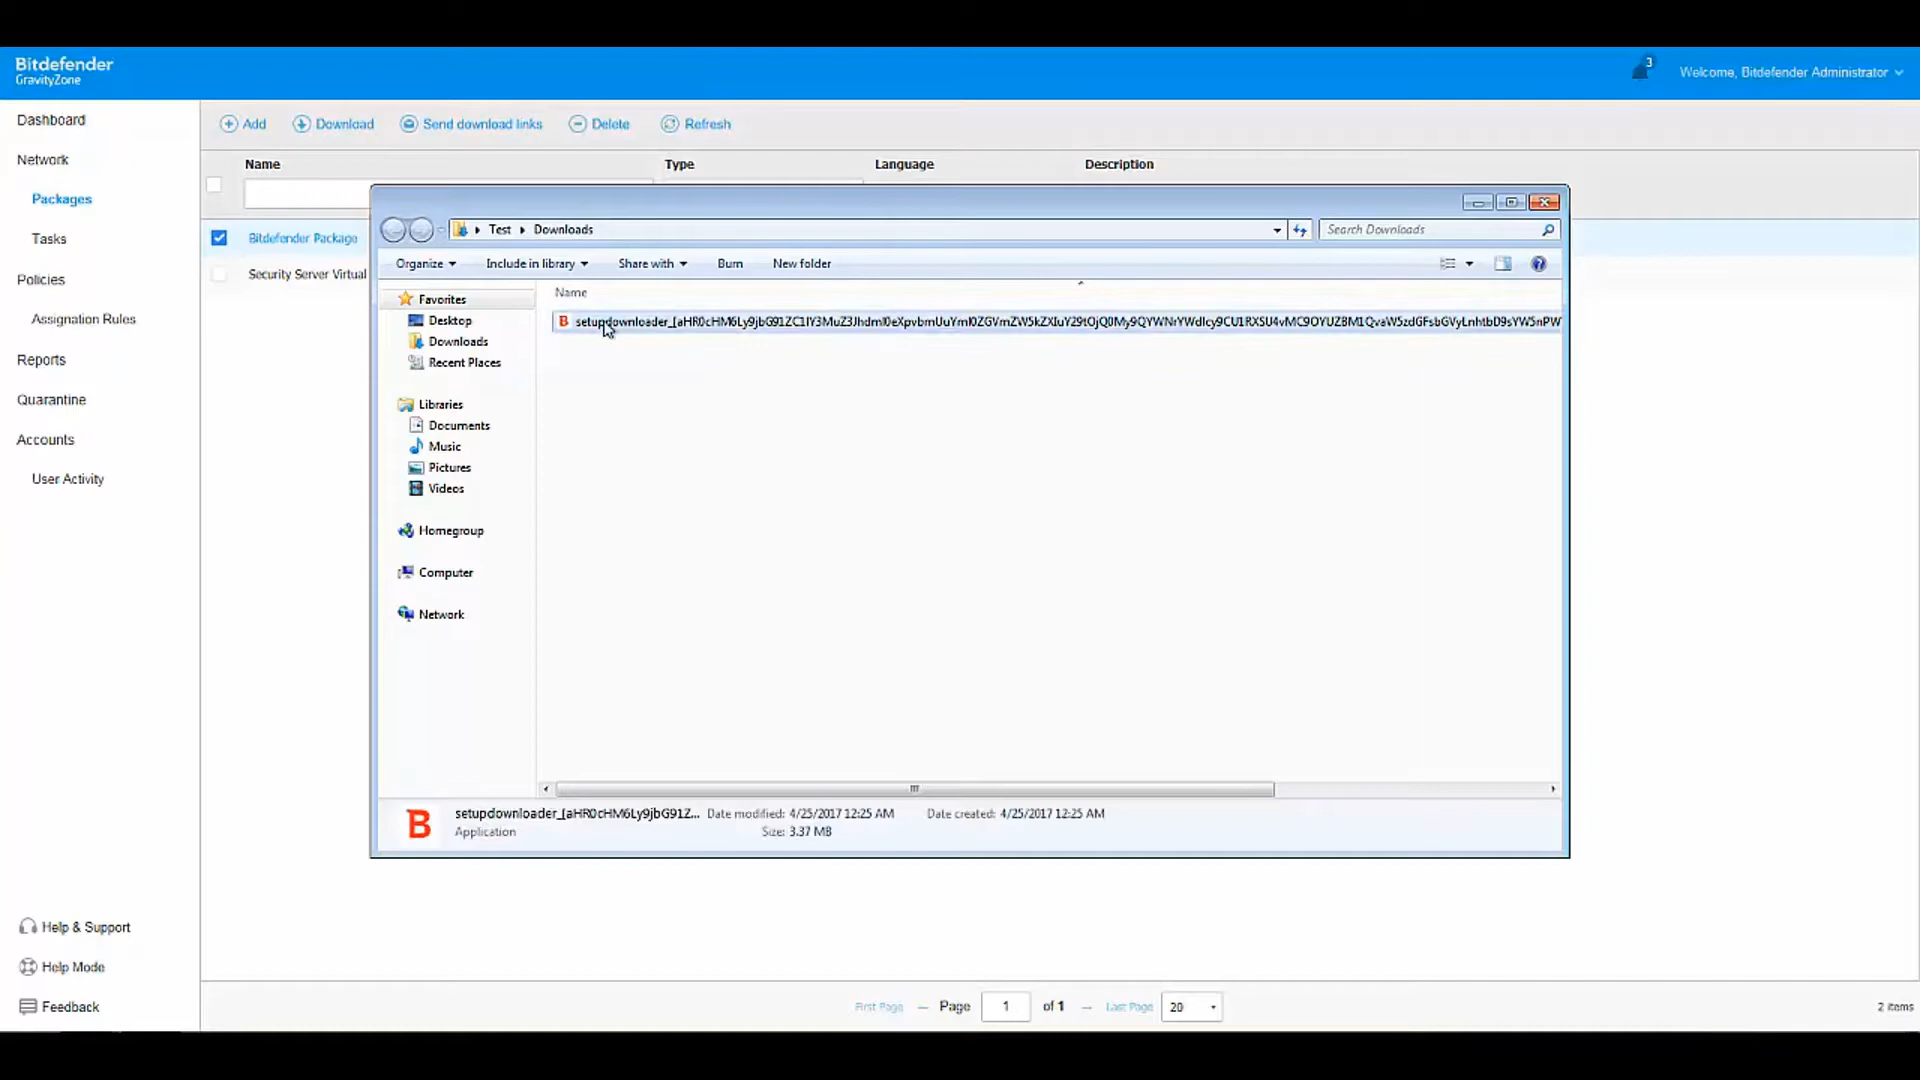 Bitdefender
GravityZone
3
Welcome, Bitdefender Administrator
Dashboard
Network
Packages
Tasks
Policies
Assignation Rules
Reports
Quarantine
Accounts
User Activity
Help & Support
Help Mode
Feedback
Add Download Send download links Delete Refresh
Name Type Language Description
Bitdefender Package
Security Server Virtual
Test Downloads
Search Downloads
Organize Include in library Share with Burn New folder
Name
Favorites
Desktop
Downloads
Recent Places
Libraries
Documents
Music
Pictures
Videos
Homegroup
Computer
Network
setupdownloader_[aHR0cHM6Ly9jbG91ZC1lY3MuZ3Jhdml0eXpvbmUuYml0ZGVmZW5kZXIuY29tOjQ0My9QYWNrYWdlcy9CU1RXSU4vMC9OYUZBM1QvaW5zdGFsbGVyLnhtbD9sYW5nPW
setupdownloader_[aHR0cHM6Ly9jbG91Z... Date modified: 4/25/2017 12:25 AM Date created: 4/25/2017 12:25 AM
Application Size: 3.37 MB
First Page — Page 1 of 1 — Last Page 20
2 items